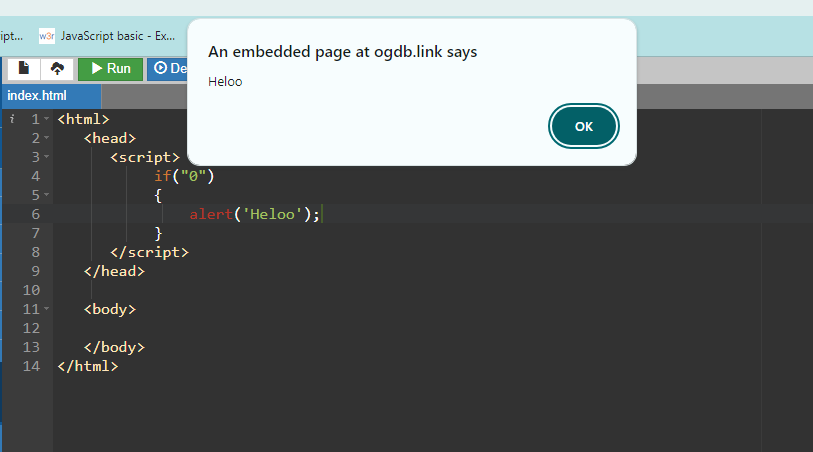 ipt...
w3r JavaScript basic - Ex...
An embedded page at ogdb.link says
Heloo
OK
Run
De
index.html
i 1 <html>
2 <head>
3 <script>
4 if("0")
5 {
6 alert('Heloo');
7 }
8 </script>
9 </head>
10
11 <body>
12
13 </body>
14 </html>